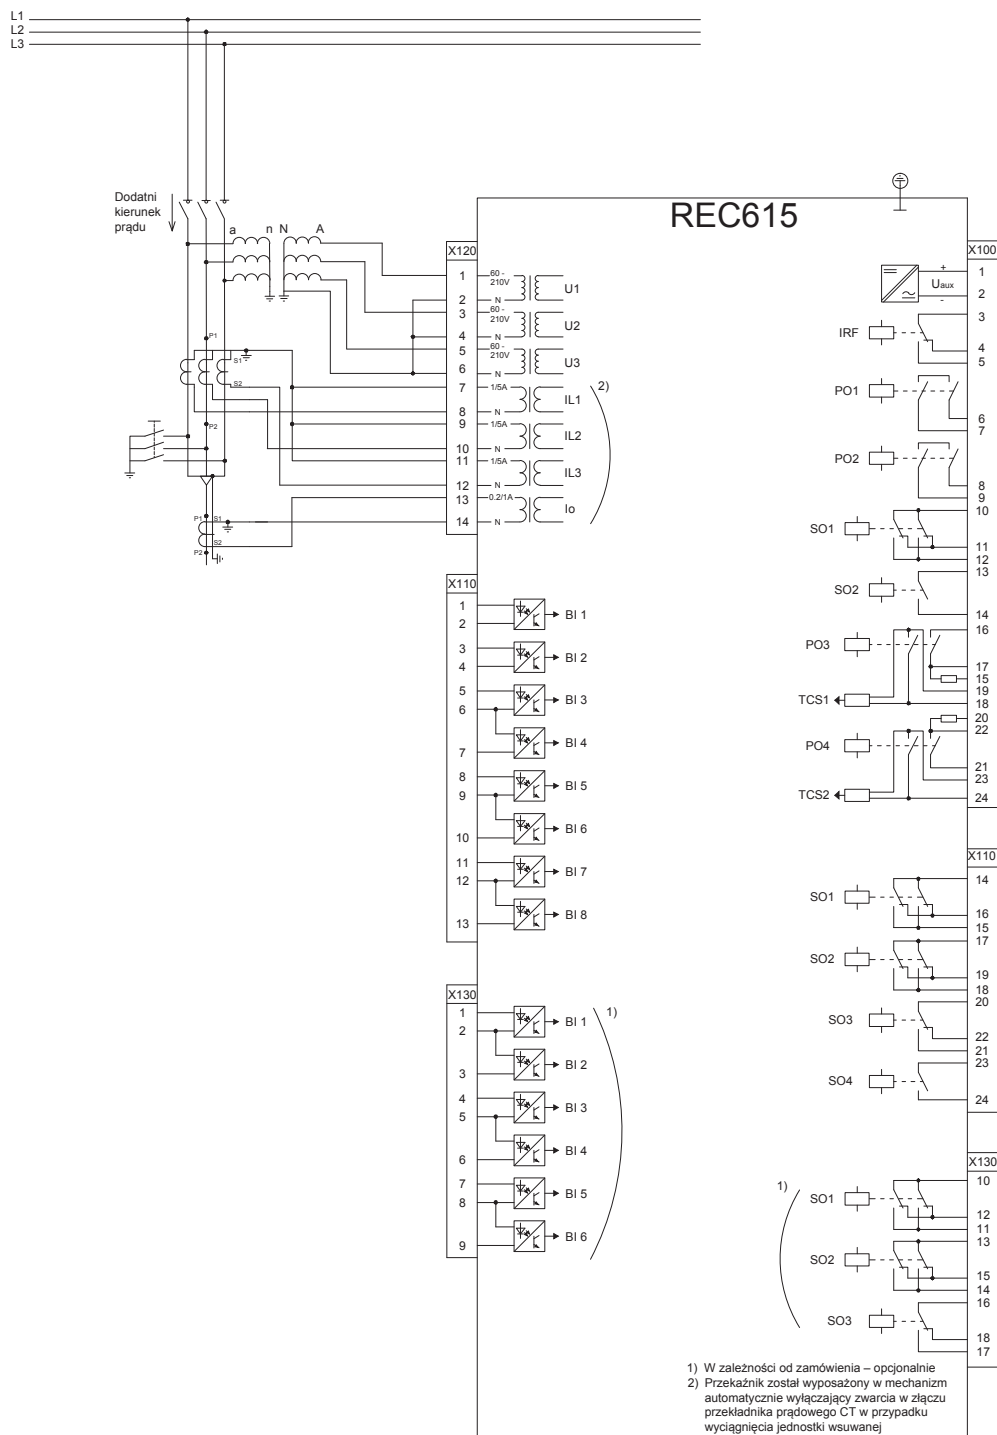 L1
L2
L3
Dodatni
kierunek
prądu
a n N A
P1
S1
S2
P2
P1 S1
S2
P2
REC615
X120
1 60 - 210V U1
2 N
3 60 - 210V U2
4 N
5 60 - 210V U3
6 N
7 1/5A IL1 2)
8 N
9 1/5A IL2
10 N
11 1/5A IL3
12 N
13 0.2/1A Io
14 N
X110
1
2 BI 1
3
4 BI 2
5
6 BI 3
7 BI 4
8
9 BI 5
10 BI 6
11
12 BI 7
13 BI 8
X130
1
2 BI 1 1)
3 BI 2
4
5 BI 3
6 BI 4
7
8 BI 5
9 BI 6
X100
+ 1
Uaux
- 2
IRF 3
4
5
PO1 6
7
PO2 8
9
SO1 10
11
12
SO2 13
14
PO3 16
17
15
19
TCS1 18
20
22
PO4 21
23
TCS2 24
X110
14
SO1 16
15
17
SO2 19
18
20
SO3 22
21
23
SO4 24
X130
1) 10
SO1 12
11
13
SO2 15
14
16
SO3 18
17
1) W zależności od zamówienia – opcjonalnie
2) Przekaźnik został wyposażony w mechanizm
automatycznie wyłączający zwarcia w złączu
przekładnika prądowego CT w przypadku
wyciągnięcia jednostki wsuwanej